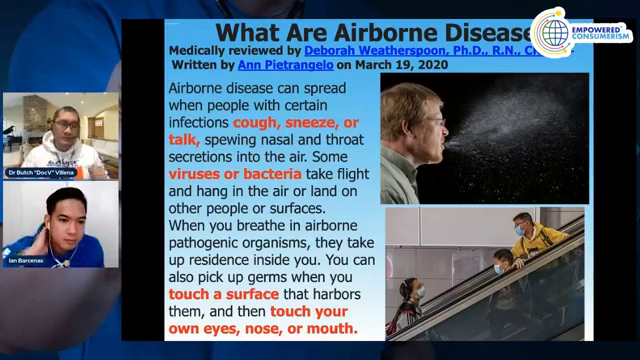 What Are Airborne Disease
EMPOWERED
CONSUMERISM
Medically reviewed by Deborah Weatherspoon, Ph.D., R.N.,
Written by Ann Pietrangelo on March 19, 2020
Airborne disease can spread
when people with certain
infections cough, sneeze, or
talk, spewing nasal and throat
secretions into the air. Some
viruses or bacteria take flight
and hang in the air or land on
other people or surfaces.
When you breathe in airborne
pathogenic organisms, they take
up residence inside you. You can
also pick up germs when you
touch a surface that harbors
them, and then touch your
own eyes, nose, or mouth.
Dr Butch "DocV" Villena
Ian Barcenas